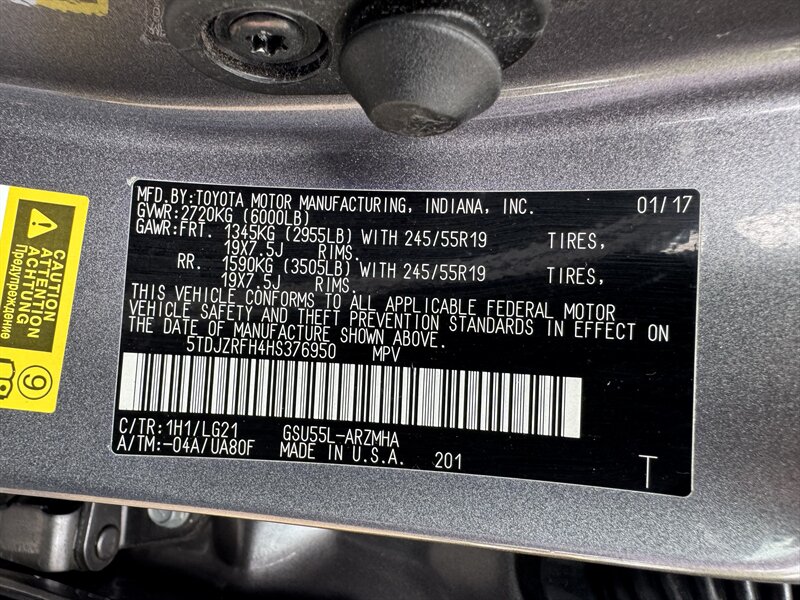 MFD.BY:TOYOTA MOTOR MANUFACTURING, INDIANA, INC. 01/17
GVWR:2720KG (6000LB)
GAWR:FRT. 1345KG (2955LB) WITH 245/55R19 TIRES,
19X7.5J RIMS.
RR. 1590KG (3505LB) WITH 245/55R19 TIRES,
19X7.5J RIMS.
THIS VEHICLE CONFORMS TO ALL APPLICABLE FEDERAL MOTOR
VEHICLE SAFETY AND THEFT PREVENTION STANDARDS IN EFFECT ON
THE DATE OF MANUFACTURE SHOWN ABOVE.
5TDJZRFH4HS376950 MPV
C/TR:1H1/LG21 GSU55L-ARZMHA
A/TM:-04A/UA80F MADE IN U.S.A. 201
T
CAUTION
ATTENTION
ACHTUNG
Предупреждение
9